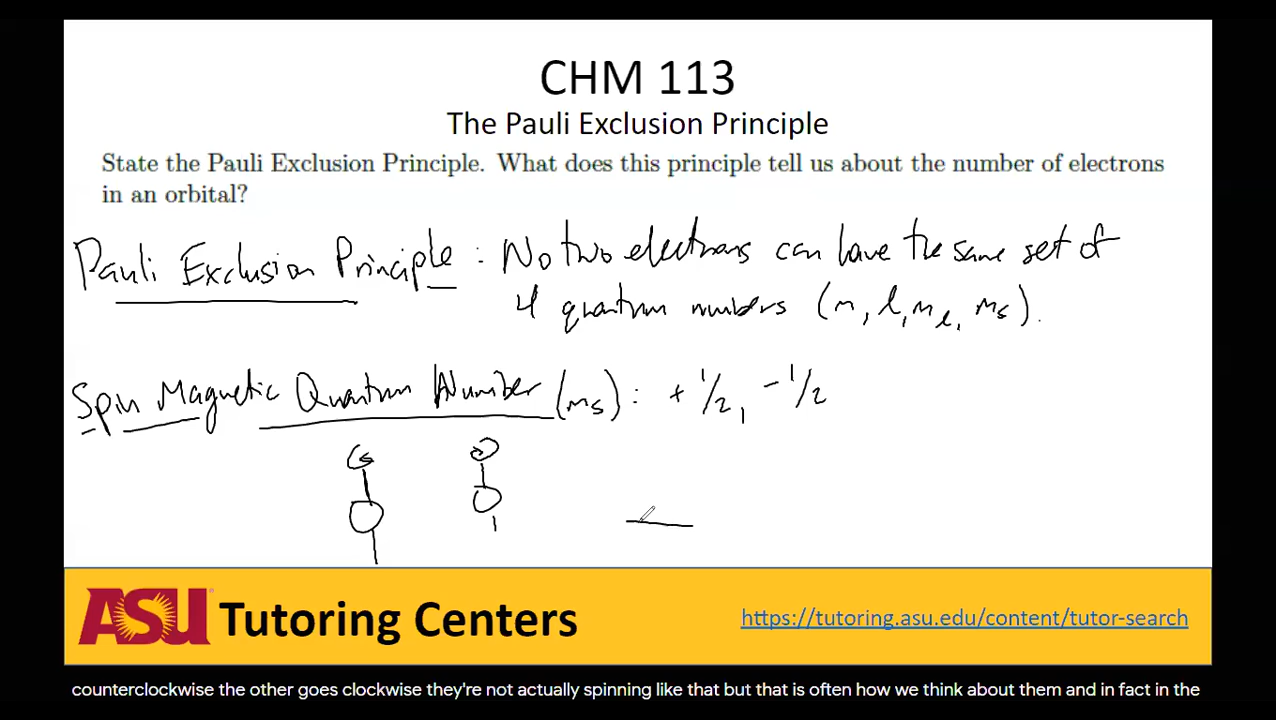 CHM 113
The Pauli Exclusion Principle
State the Pauli Exclusion Principle. What does this principle tell us about the number of electrons
in an orbital?
Pauli Exclusion Principle : No two electrons can have the same set of
4 quantum numbers (n, l, ml, ms).
Spin Magnetic Quantum Number (ms): + 1/2, - 1/2
ASU Tutoring Centers
https://tutoring.asu.edu/content/tutor-search
counterclockwise the other goes clockwise they're not actually spinning like that but that is often how we think about them and in fact in the